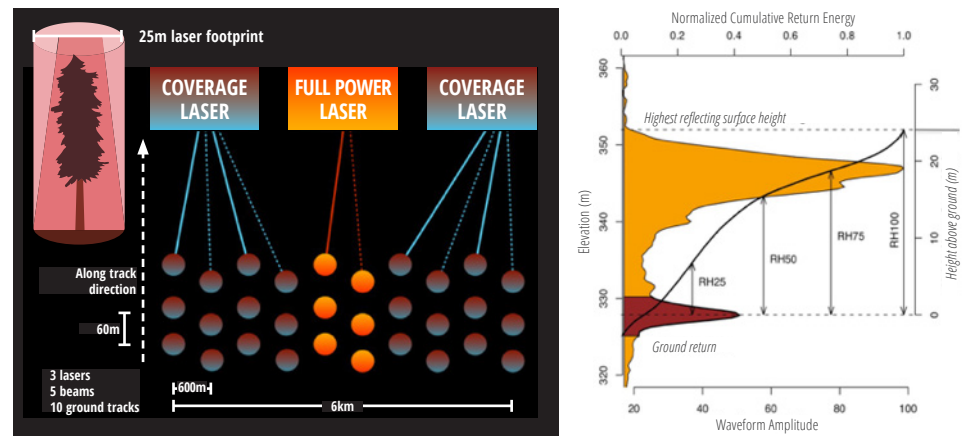 25m laser footprint
COVERAGE
LASER
FULL POWER
LASER
COVERAGE
LASER
Along track
direction
60m
3 lasers
5 beams
10 ground tracks
600m
6km
Normalized Cumulative Return Energy
0.0 0.2 0.4 0.6 0.8 1.0
Elevation (m)
360
350
340
330
320
Highest reflecting surface height
RH25
RH50
RH75
RH100
Ground return
30
20
10
0
Height above ground (m)
20 40 60 80 100
Waveform Amplitude